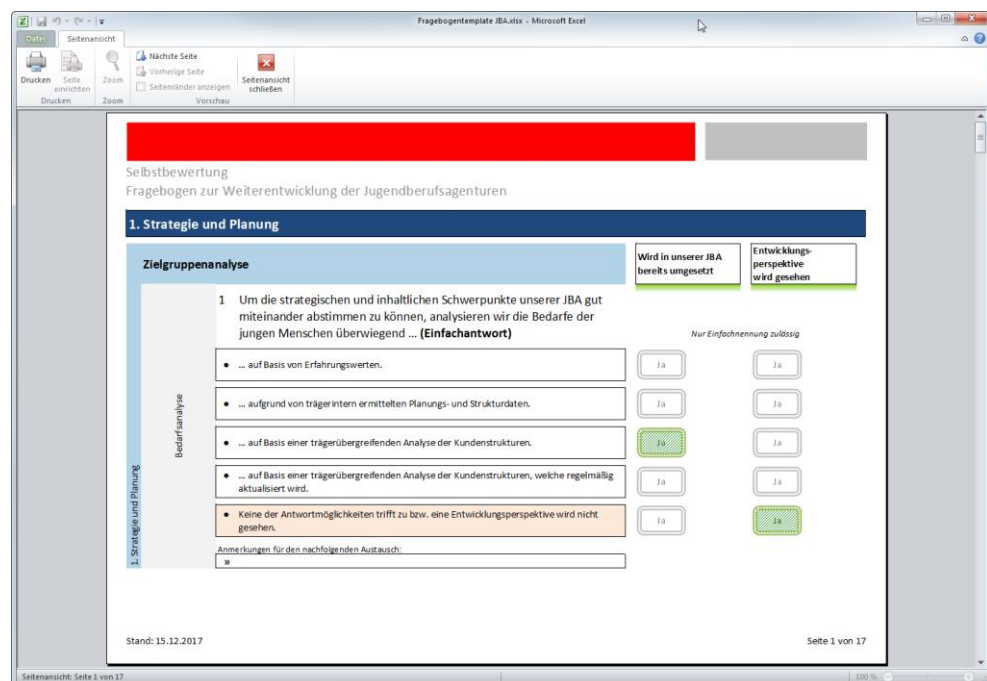 Fragebogentemplate JBA.xlsx - Microsoft Excel
Datei Seitenansicht
Drucken
Seite einrichten
Zoom
Nächste Seite
Vorherige Seite
Seitenränder anzeigen
Seitenansicht schließen
Drucken Zoom Vorschau
Selbstbewertung
Fragebogen zur Weiterentwicklung der Jugendberufsagenturen
1. Strategie und Planung
Zielgruppenanalyse
Wird in unserer JBA
bereits umgesetzt
Entwicklungs-
perspektive
wird gesehen
1 Um die strategischen und inhaltlichen Schwerpunkte unserer JBA gut
miteinander abstimmen zu können, analysieren wir die Bedarfe der
jungen Menschen überwiegend ... (Einfachantwort)
Nur Einfachnennung zulässig
1. Strategie und Planung
Bedarfsanalyse
• ... auf Basis von Erfahrungswerten.
Ja Ja
• ... aufgrund von trägerintern ermittelten Planungs- und Strukturdaten.
Ja Ja
• ... auf Basis einer trägerübergreifenden Analyse der Kundenstrukturen.
Ja Ja
• ... auf Basis einer trägerübergreifenden Analyse der Kundenstrukturen, welche regelmäßig
aktualisiert wird.
Ja Ja
• Keine der Antwortmöglichkeiten trifft zu bzw. eine Entwicklungsperspektive wird nicht
gesehen.
Ja Ja
Anmerkungen für den nachfolgenden Austausch:
»
Stand: 15.12.2017 Seite 1 von 17
Seitenansicht: Seite 1 von 17 100 %